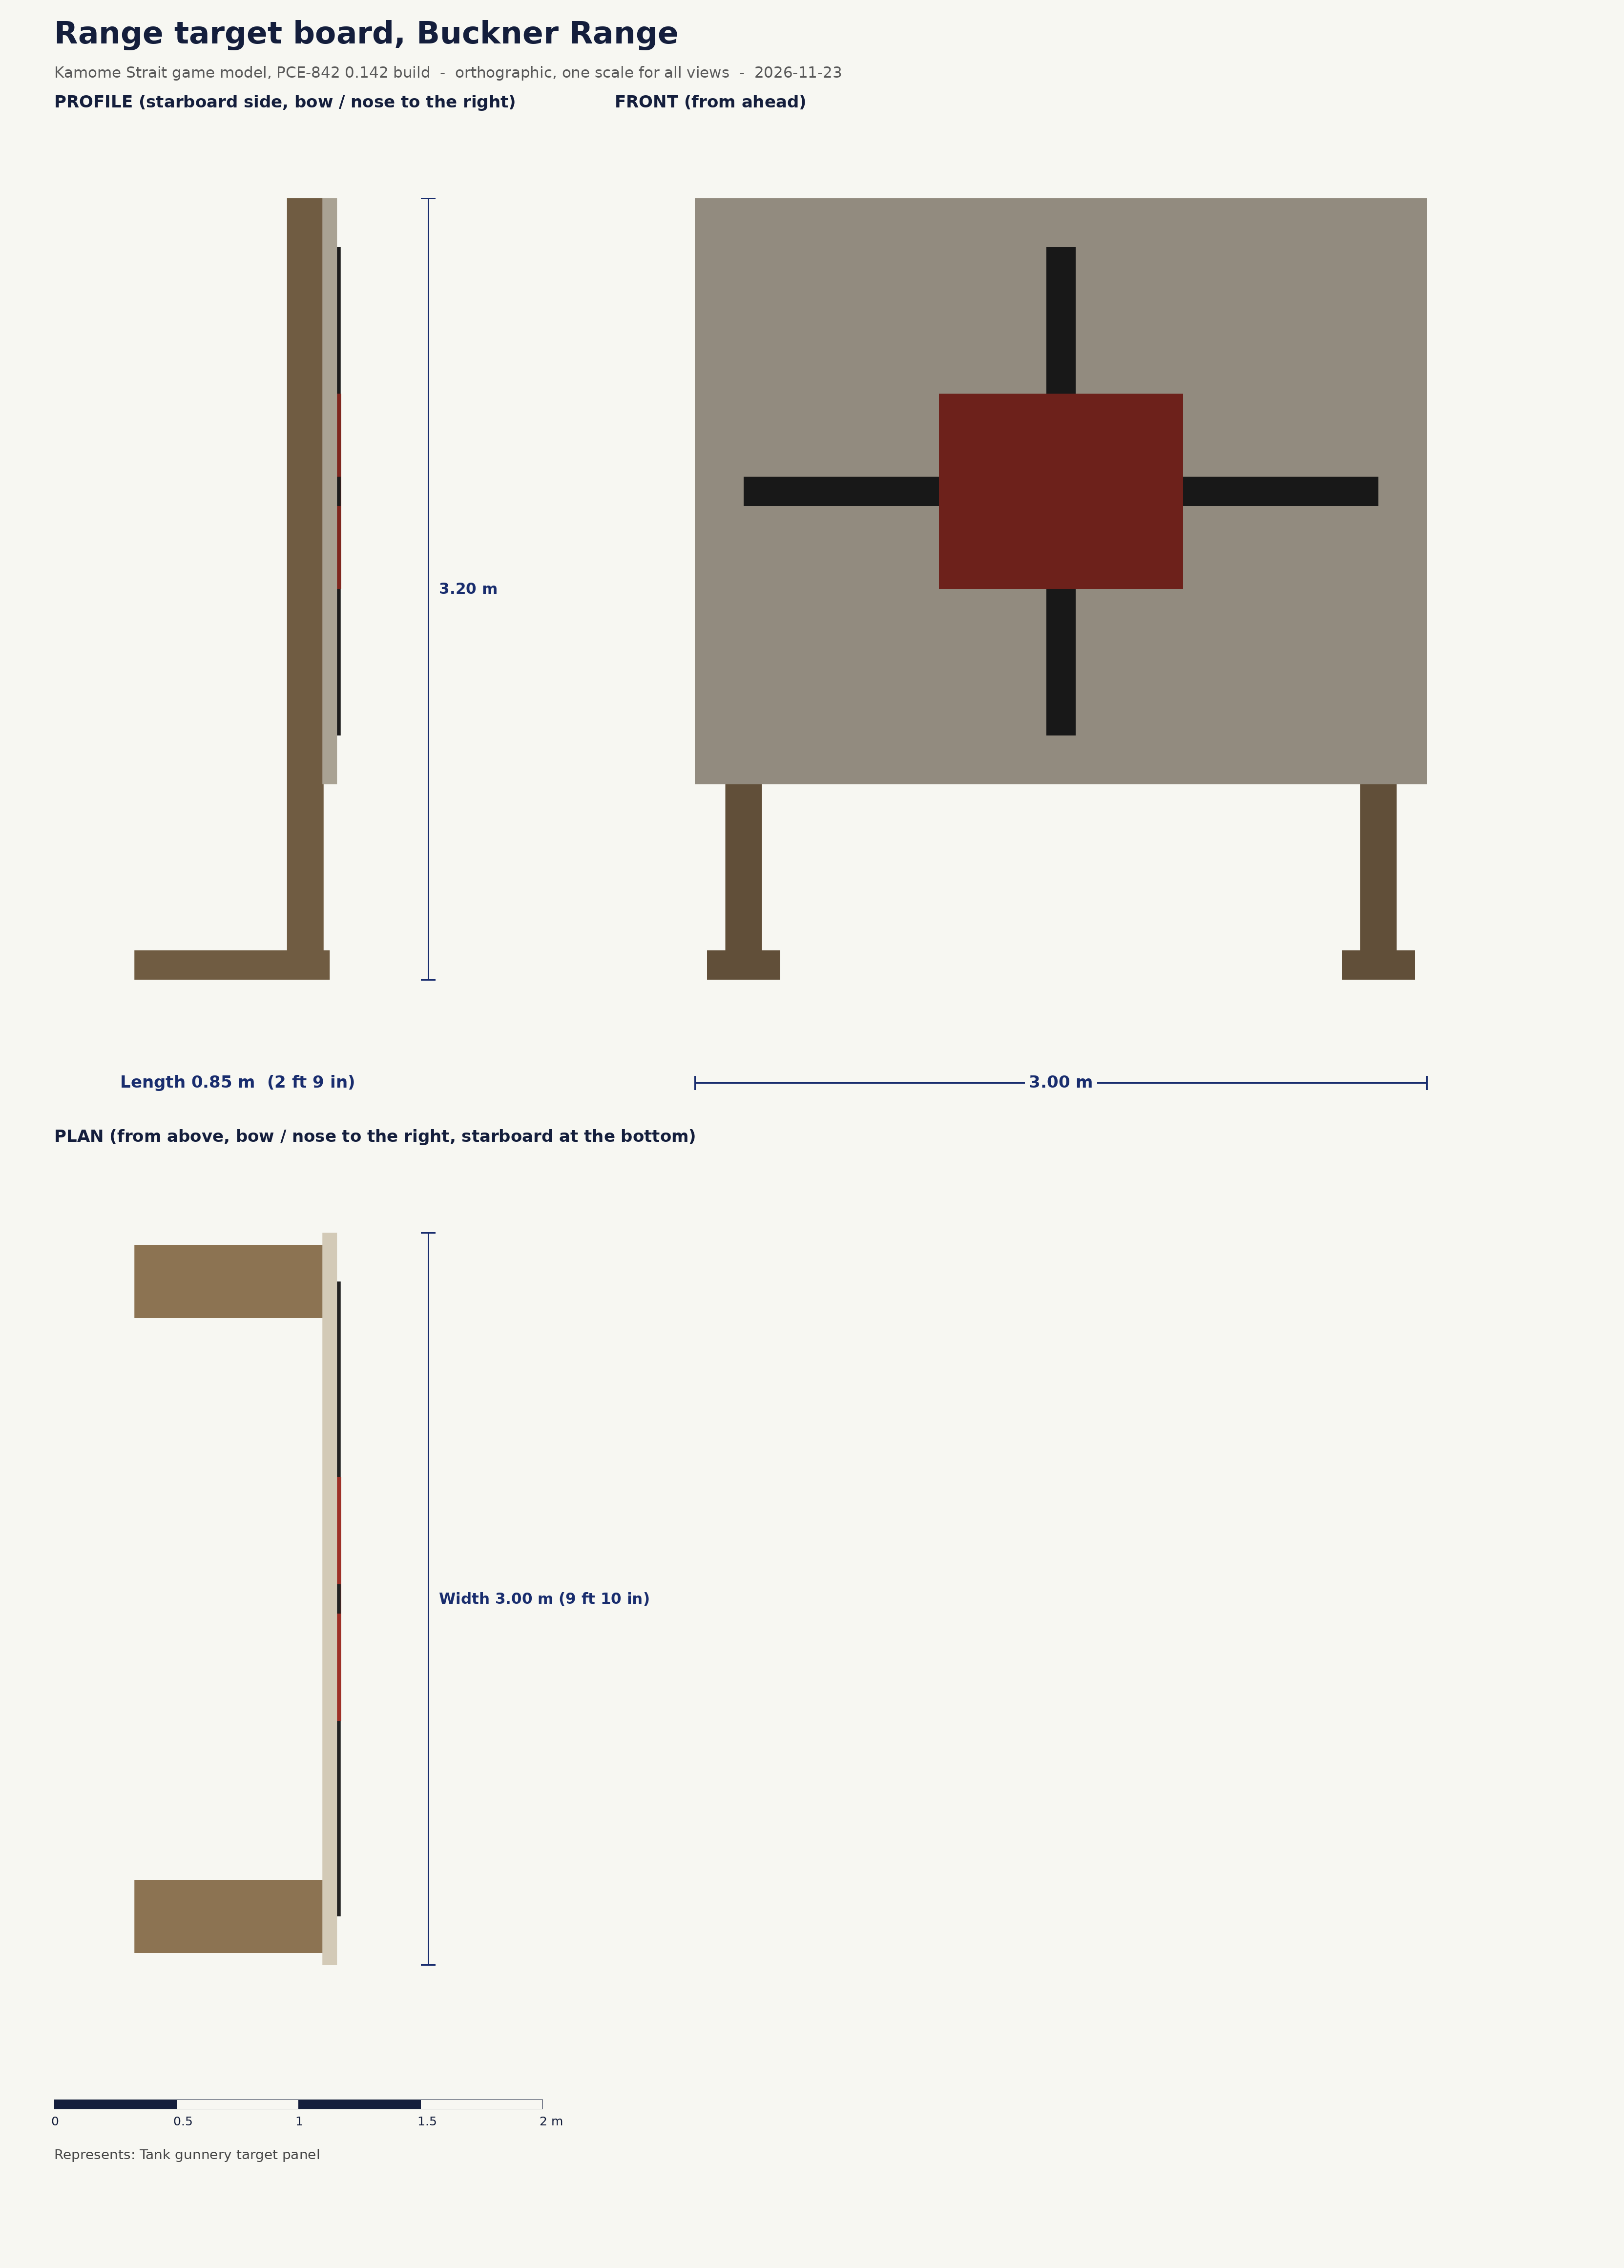 Range target board, Buckner Range
Kamome Strait game model, PCE-842 0.142 build - orthographic, one scale for all views - 2026-11-23
PROFILE (starboard side, bow / nose to the right)
FRONT (from ahead)
3.20 m
Length 0.85 m (2 ft 9 in)
3.00 m
PLAN (from above, bow / nose to the right, starboard at the bottom)
Width 3.00 m (9 ft 10 in)
0 0.5 1 1.5 2 m
Represents: Tank gunnery target panel